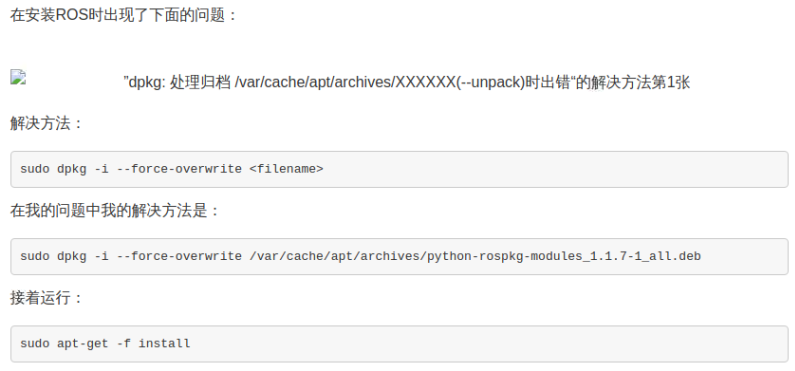 在安装ROS时出现了下面的问题：
”dpkg: 处理归档 /var/cache/apt/archives/XXXXXX(--unpack)时出错“的解决方法第1张
解决方法：
sudo dpkg -i --force-overwrite <filename>
在我的问题中我的解决方法是：
sudo dpkg -i --force-overwrite /var/cache/apt/archives/python-rospkg-modules_1.1.7-1_all.deb
接着运行：
sudo apt-get -f install